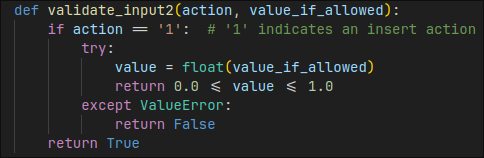 def validate_input2(action, value_if_allowed):
    if action == '1':  # '1' indicates an insert action
        try:
            value = float(value_if_allowed)
            return 0.0 <= value <= 1.0
        except ValueError:
            return False
    return True